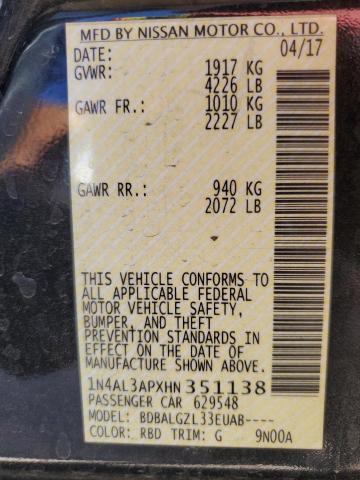 MFD BY NISSAN MOTOR CO., LTD.
DATE: 04/17
GVWR: 1917 KG
4226 LB
GAWR FR.: 1010 KG
2227 LB
GAWR RR.: 940 KG
2072 LB
THIS VEHICLE CONFORMS TO
ALL APPLICABLE FEDERAL
MOTOR VEHICLE SAFETY,
BUMPER, AND THEFT
PREVENTION STANDARDS IN
EFFECT ON THE DATE OF
MANUFACTURE SHOWN ABOVE.
1N4AL3APXHN351138
PASSENGER CAR 629548
MODEL: BDBALGZL33EUAB----
COLOR: RBD TRIM: G 9N00A